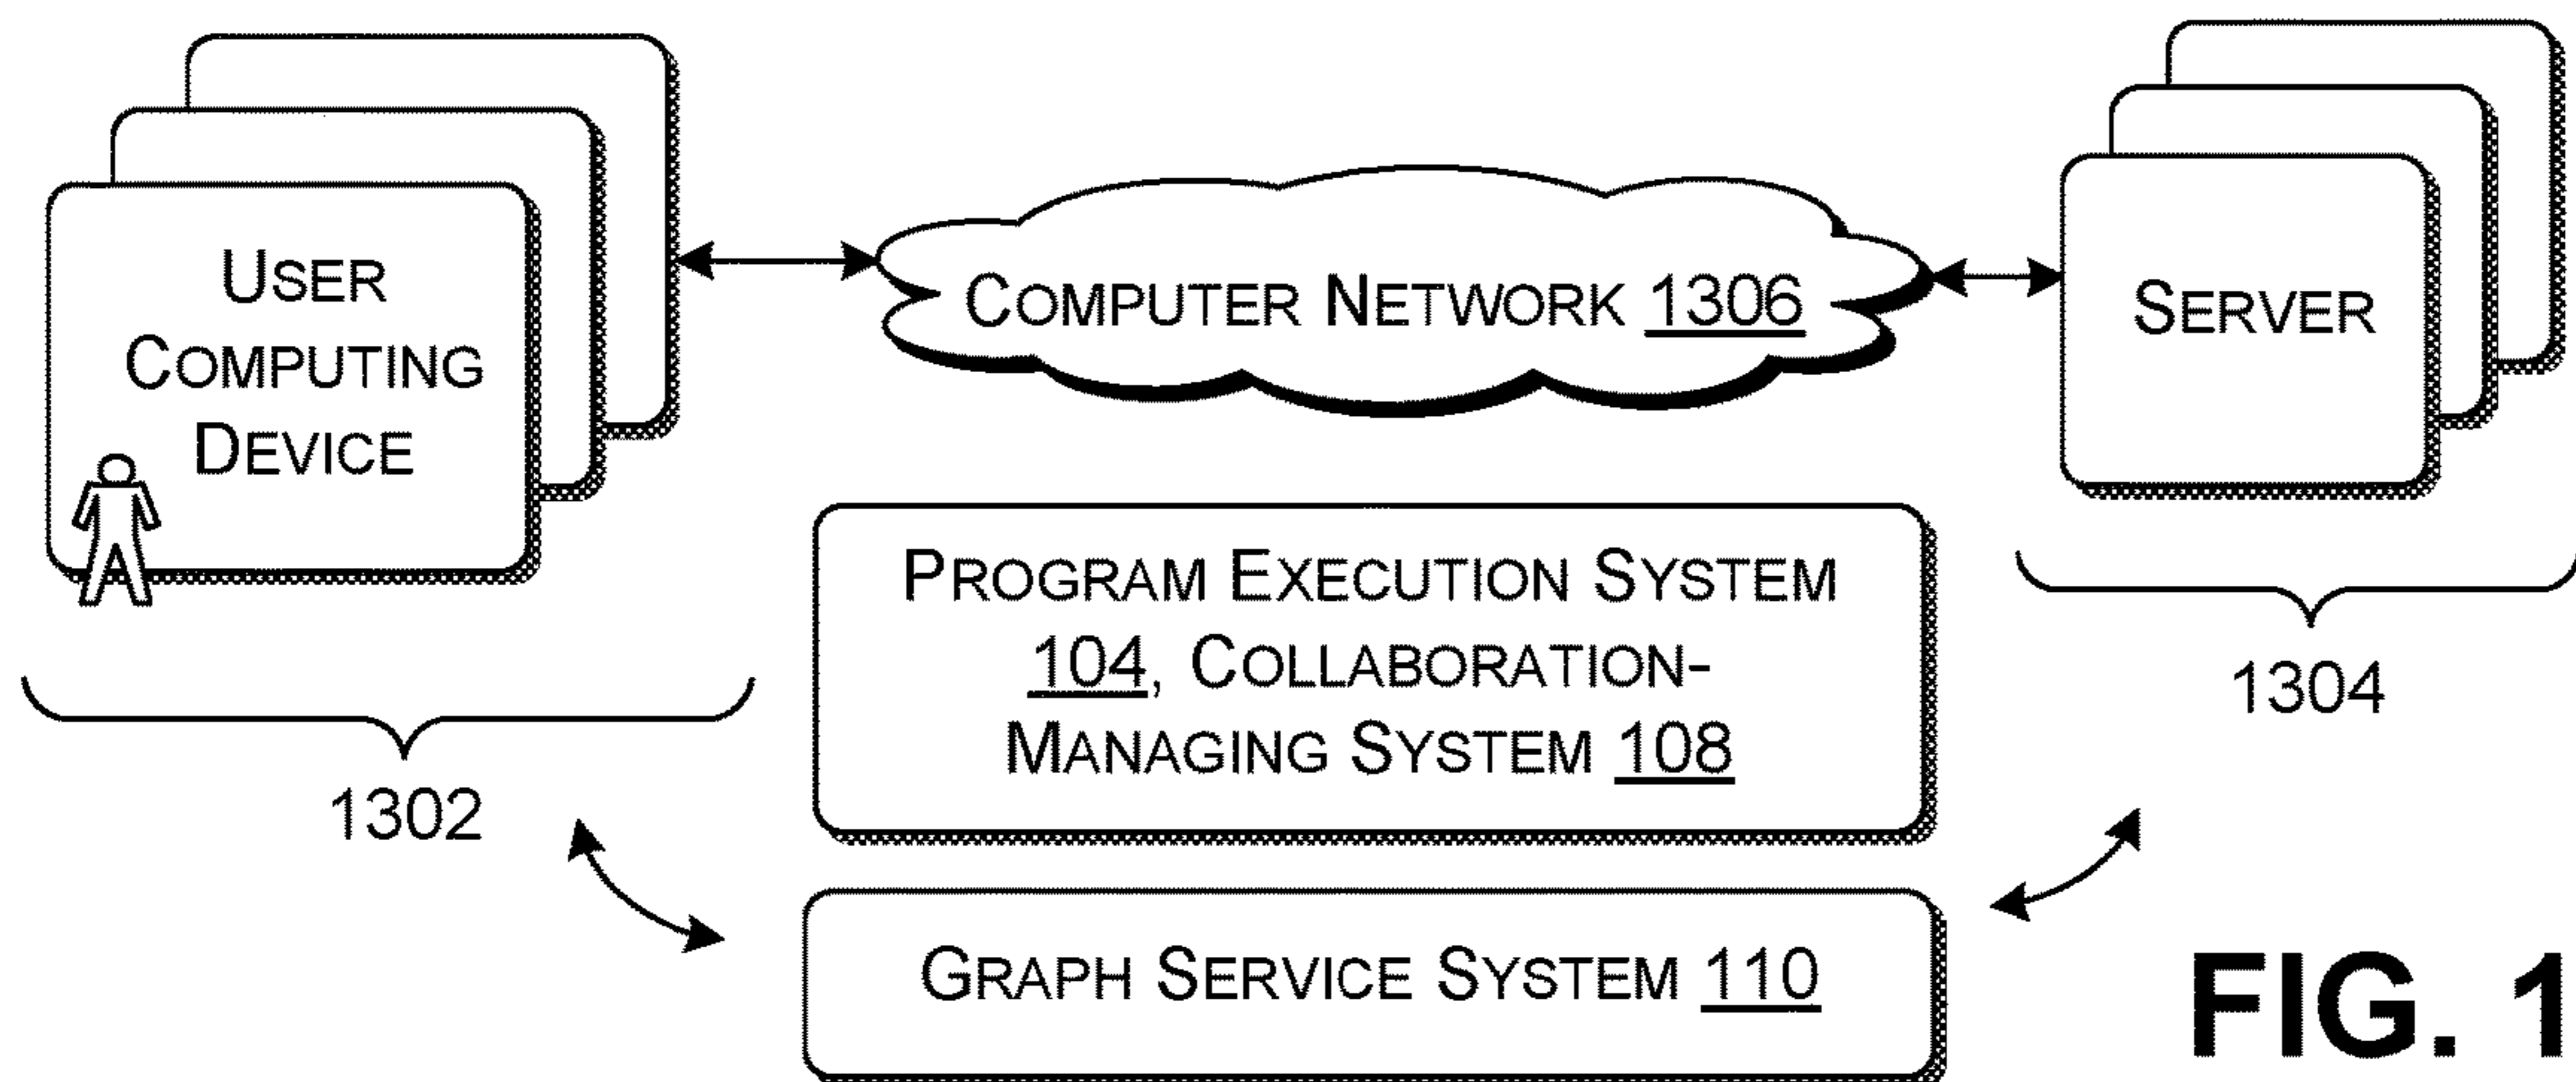 USER
COMPUTING
DEVICE
COMPUTER NETWORK 1306
SERVER
PROGRAM EXECUTION SYSTEM
104, COLLABORATION-
MANAGING SYSTEM 108
1302
1304
GRAPH SERVICE SYSTEM 110
FIG. 1